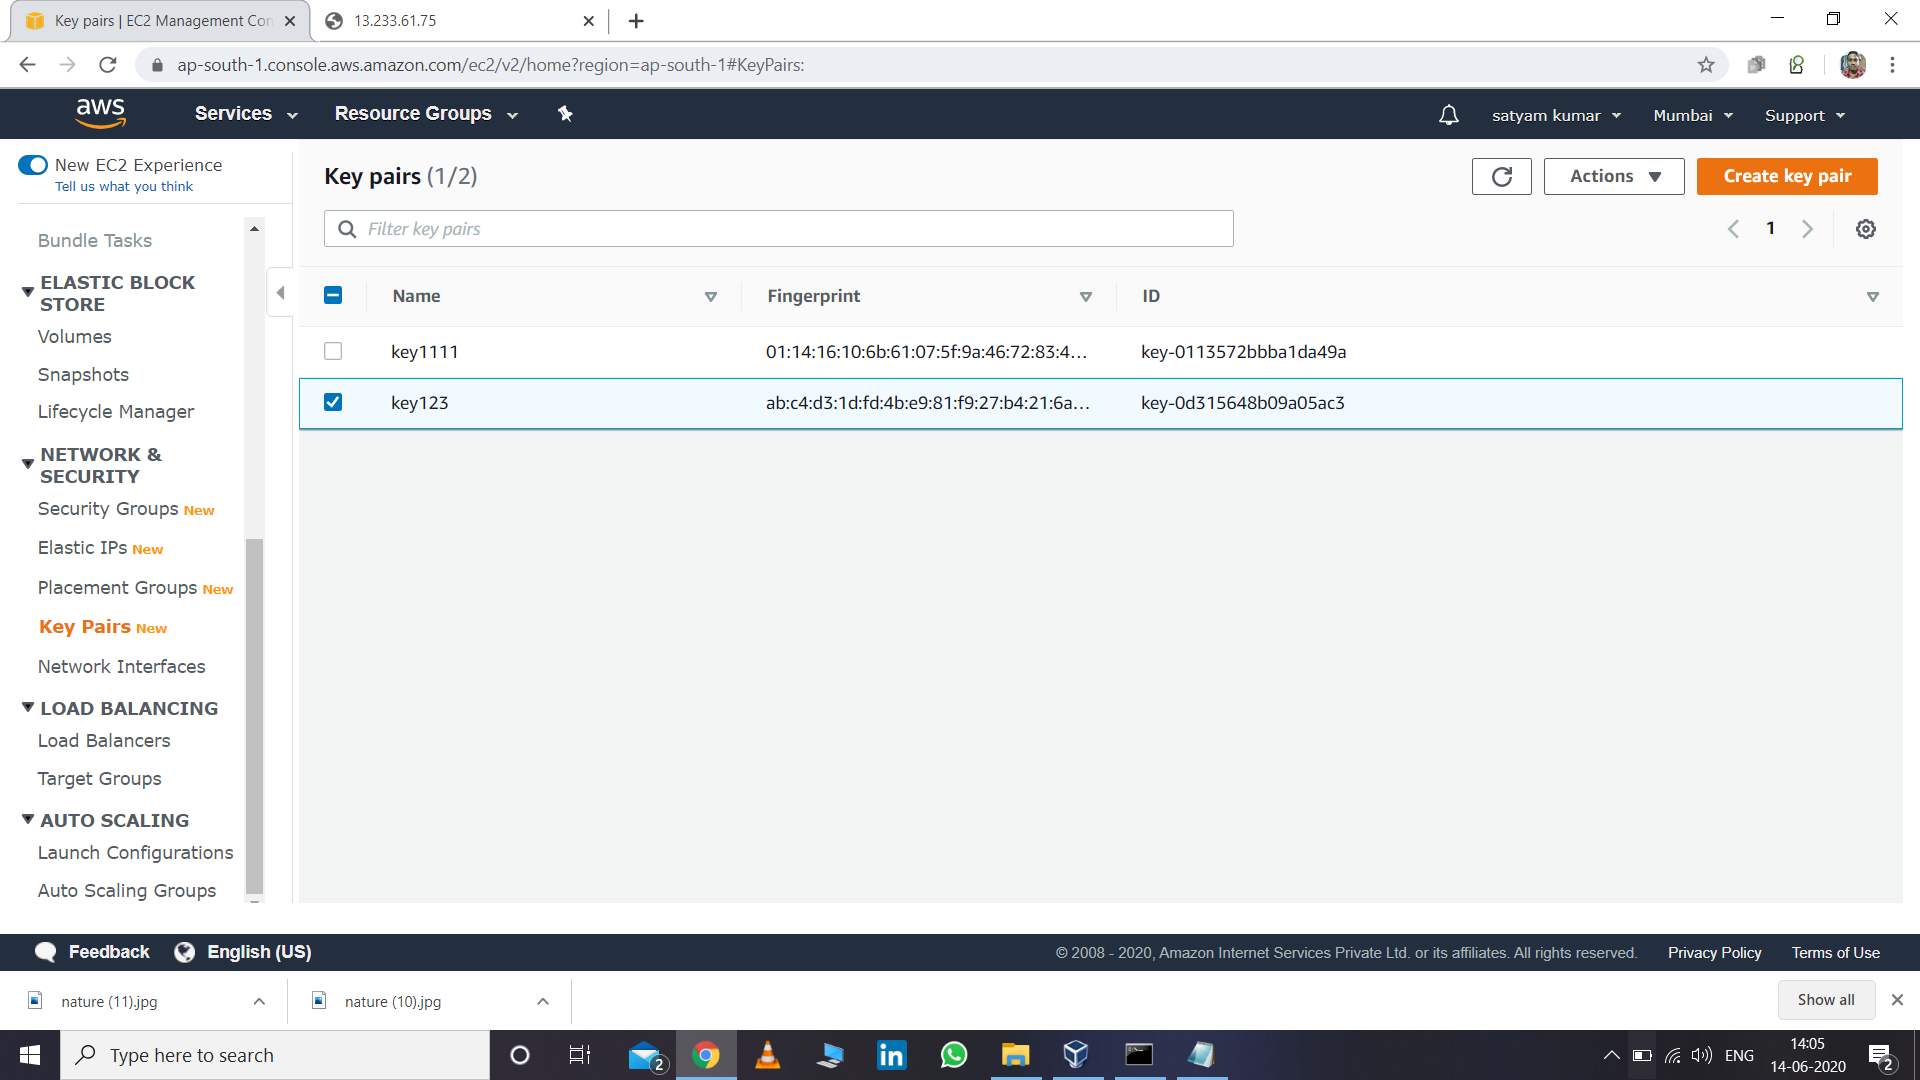 Key pairs | EC2 Management Con
13.233.61.75
ap-south-1.console.aws.amazon.com/ec2/v2/home?region=ap-south-1#KeyPairs:
aws
Services
Resource Groups
satyam kumar
Mumbai
Support
New EC2 Experience
Tell us what you think
Bundle Tasks
ELASTIC BLOCK
STORE
Volumes
Snapshots
Lifecycle Manager
NETWORK &
SECURITY
Security Groups New
Elastic IPs New
Placement Groups New
Key Pairs New
Network Interfaces
LOAD BALANCING
Load Balancers
Target Groups
AUTO SCALING
Launch Configurations
Auto Scaling Groups
Key pairs (1/2)
Actions
Create key pair
Filter key pairs
1
Name
Fingerprint
ID
key1111
01:14:16:10:6b:61:07:5f:9a:46:72:83:4...
key-0113572bbba1da49a
key123
ab:c4:d3:1d:fd:4b:e9:81:f9:27:b4:21:6a...
key-0d315648b09a05ac3
Feedback
English (US)
© 2008 - 2020, Amazon Internet Services Private Ltd. or its affiliates. All rights reserved.
Privacy Policy
Terms of Use
nature (11).jpg
nature (10).jpg
Show all
Type here to search
2
in
ENG
14:05
14-06-2020
2